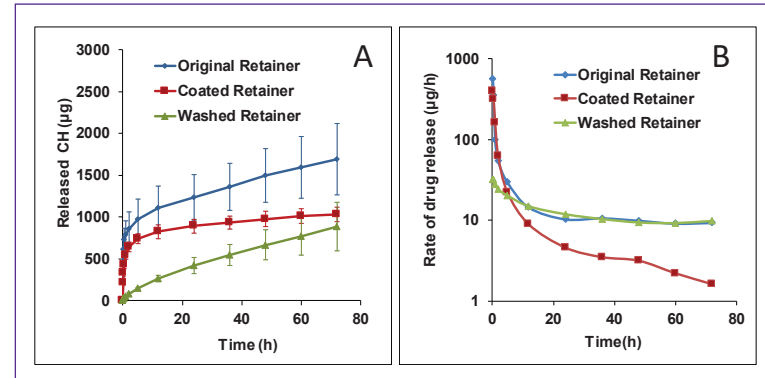 A
3000
2500
2000
1500
1000
500
0
Released CH (µg)
Original Retainer
Coated Retainer
Washed Retainer
0 20 40 60 80
Time (h)
B
1000
100
10
1
Rate of drug release (µg/h)
Original Retainer
Coated Retainer
Washed Retainer
0 20 40 60 80
Time(h)